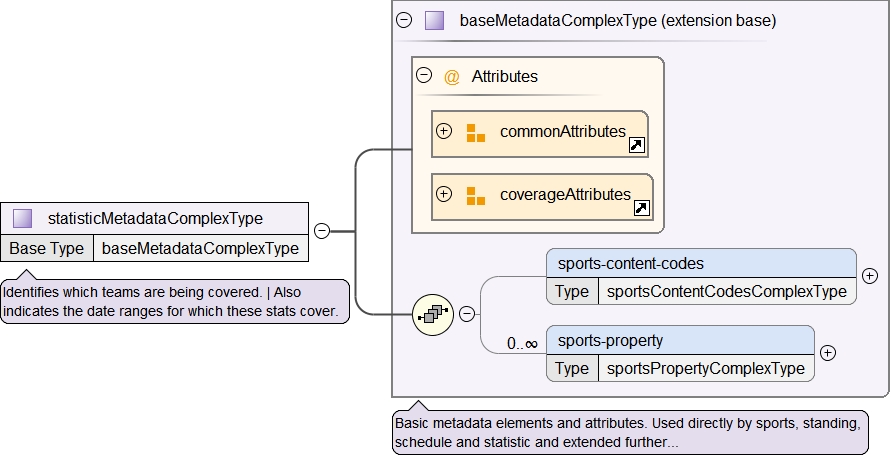 baseMetadataComplexType (extension base)
@ Attributes
commonAttributes
coverageAttributes
statisticMetadataComplexType
Base Type baseMetadataComplexType
Identifies which teams are being covered. | Also
indicates the date ranges for which these stats cover.
sports-content-codes
Type sportsContentCodesComplexType
0..∞
sports-property
Type sportsPropertyComplexType
Basic metadata elements and attributes. Used directly by sports, standing,
schedule and statistic and extended further...